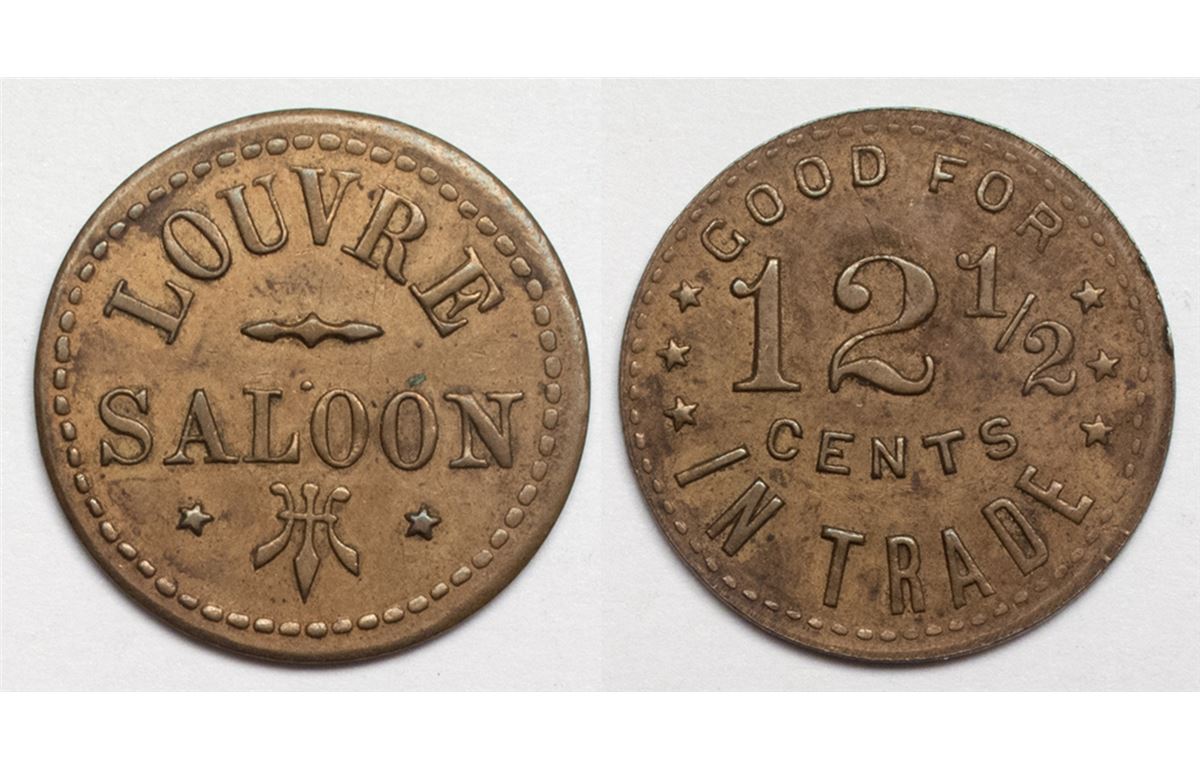 LOUVRE
SALOON
GOOD FOR
12 1/2
CENTS
IN TRADE